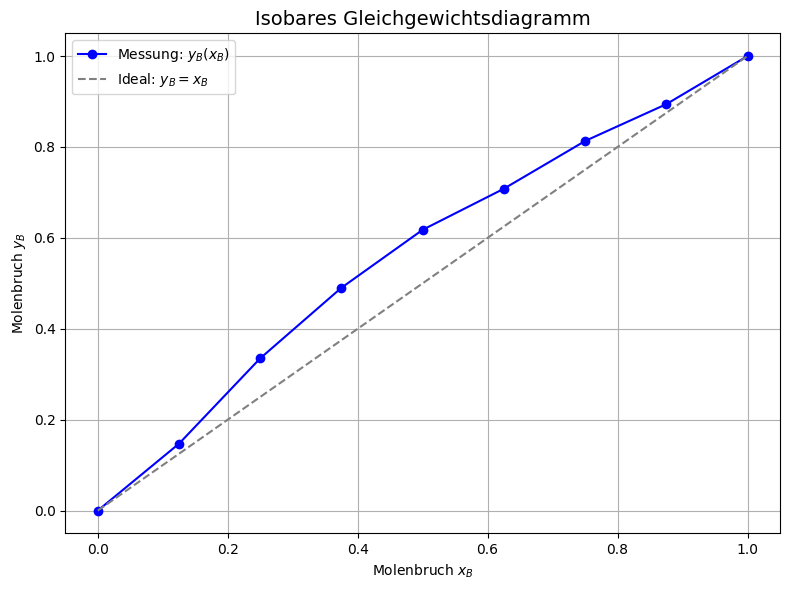 Isobares Gleichgewichtsdiagramm
Messung: $y_B(x_B)$
Ideal: $y_B = x_B$
Molenbruch $y_B$
1.0
0.8
0.6
0.4
0.2
0.0
0.0 0.2 0.4 0.6 0.8 1.0
Molenbruch $x_B$